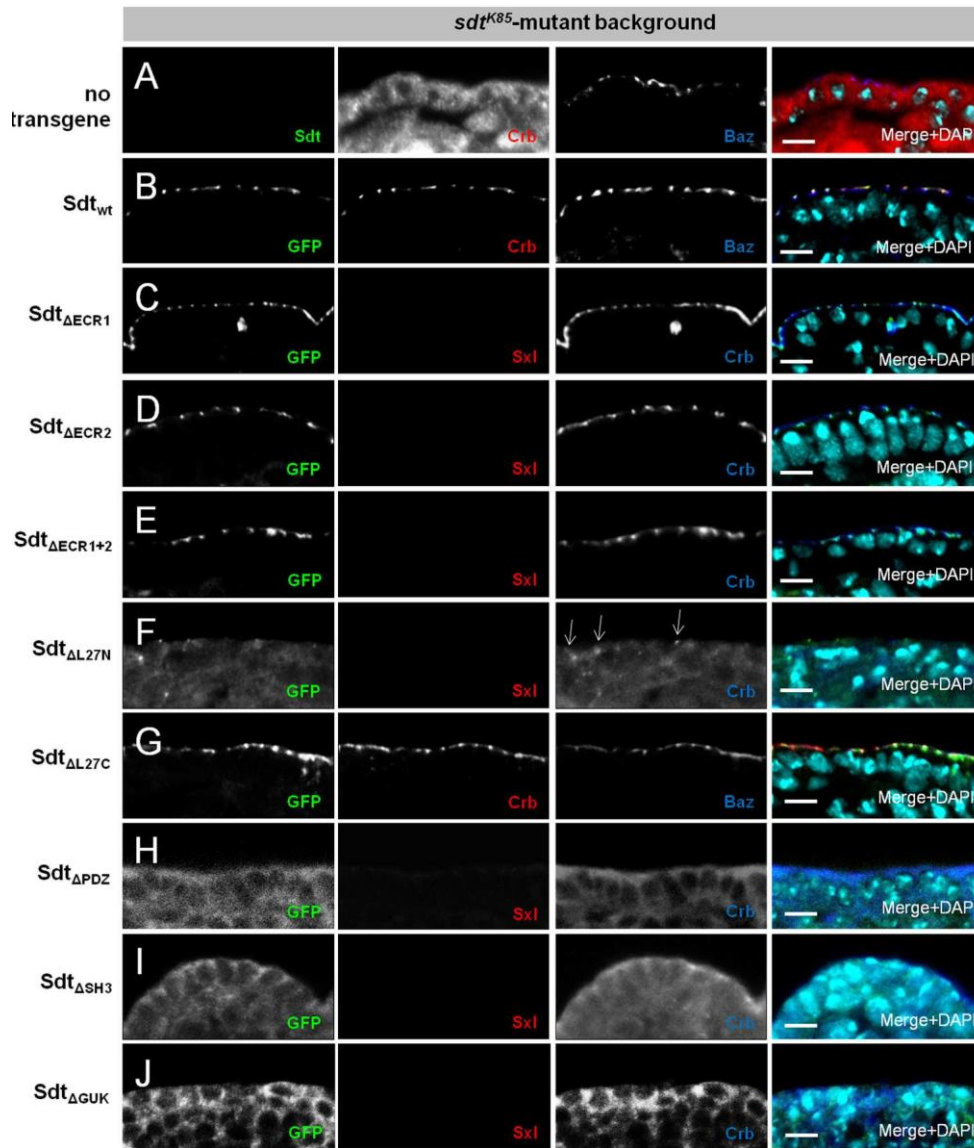 sdtK85-mutant background
no transgene
A Sdt Crb Baz Merge+DAPI
Sdtwt
B GFP Crb Baz Merge+DAPI
SdtΔECR1
C GFP Sxl Crb Merge+DAPI
SdtΔECR2
D GFP Sxl Crb Merge+DAPI
SdtΔECR1+2
E GFP Sxl Crb Merge+DAPI
SdtΔL27N
F GFP Sxl Crb Merge+DAPI
SdtΔL27C
G GFP Crb Baz Merge+DAPI
SdtΔPDZ
H GFP Sxl Crb Merge+DAPI
SdtΔSH3
I GFP Sxl Crb Merge+DAPI
SdtΔGUK
J GFP Sxl Crb Merge+DAPI